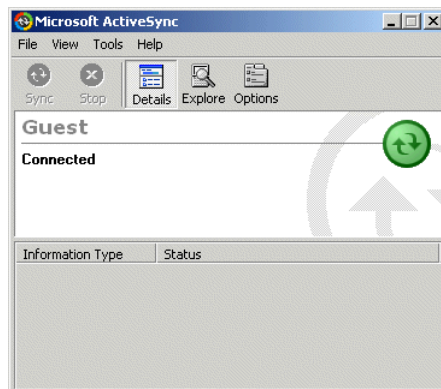 Microsoft ActiveSync
File View Tools Help
Sync Stop Details Explore Options
Guest
Connected
Information Type Status